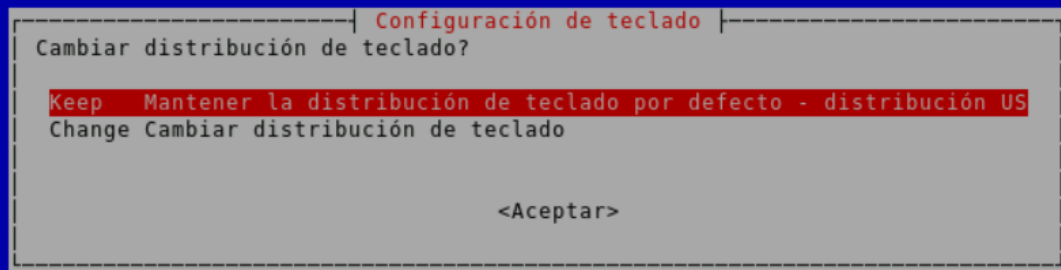 Configuración de teclado
Cambiar distribución de teclado?
Keep Mantener la distribución de teclado por defecto - distribución US
Change Cambiar distribución de teclado
<Aceptar>